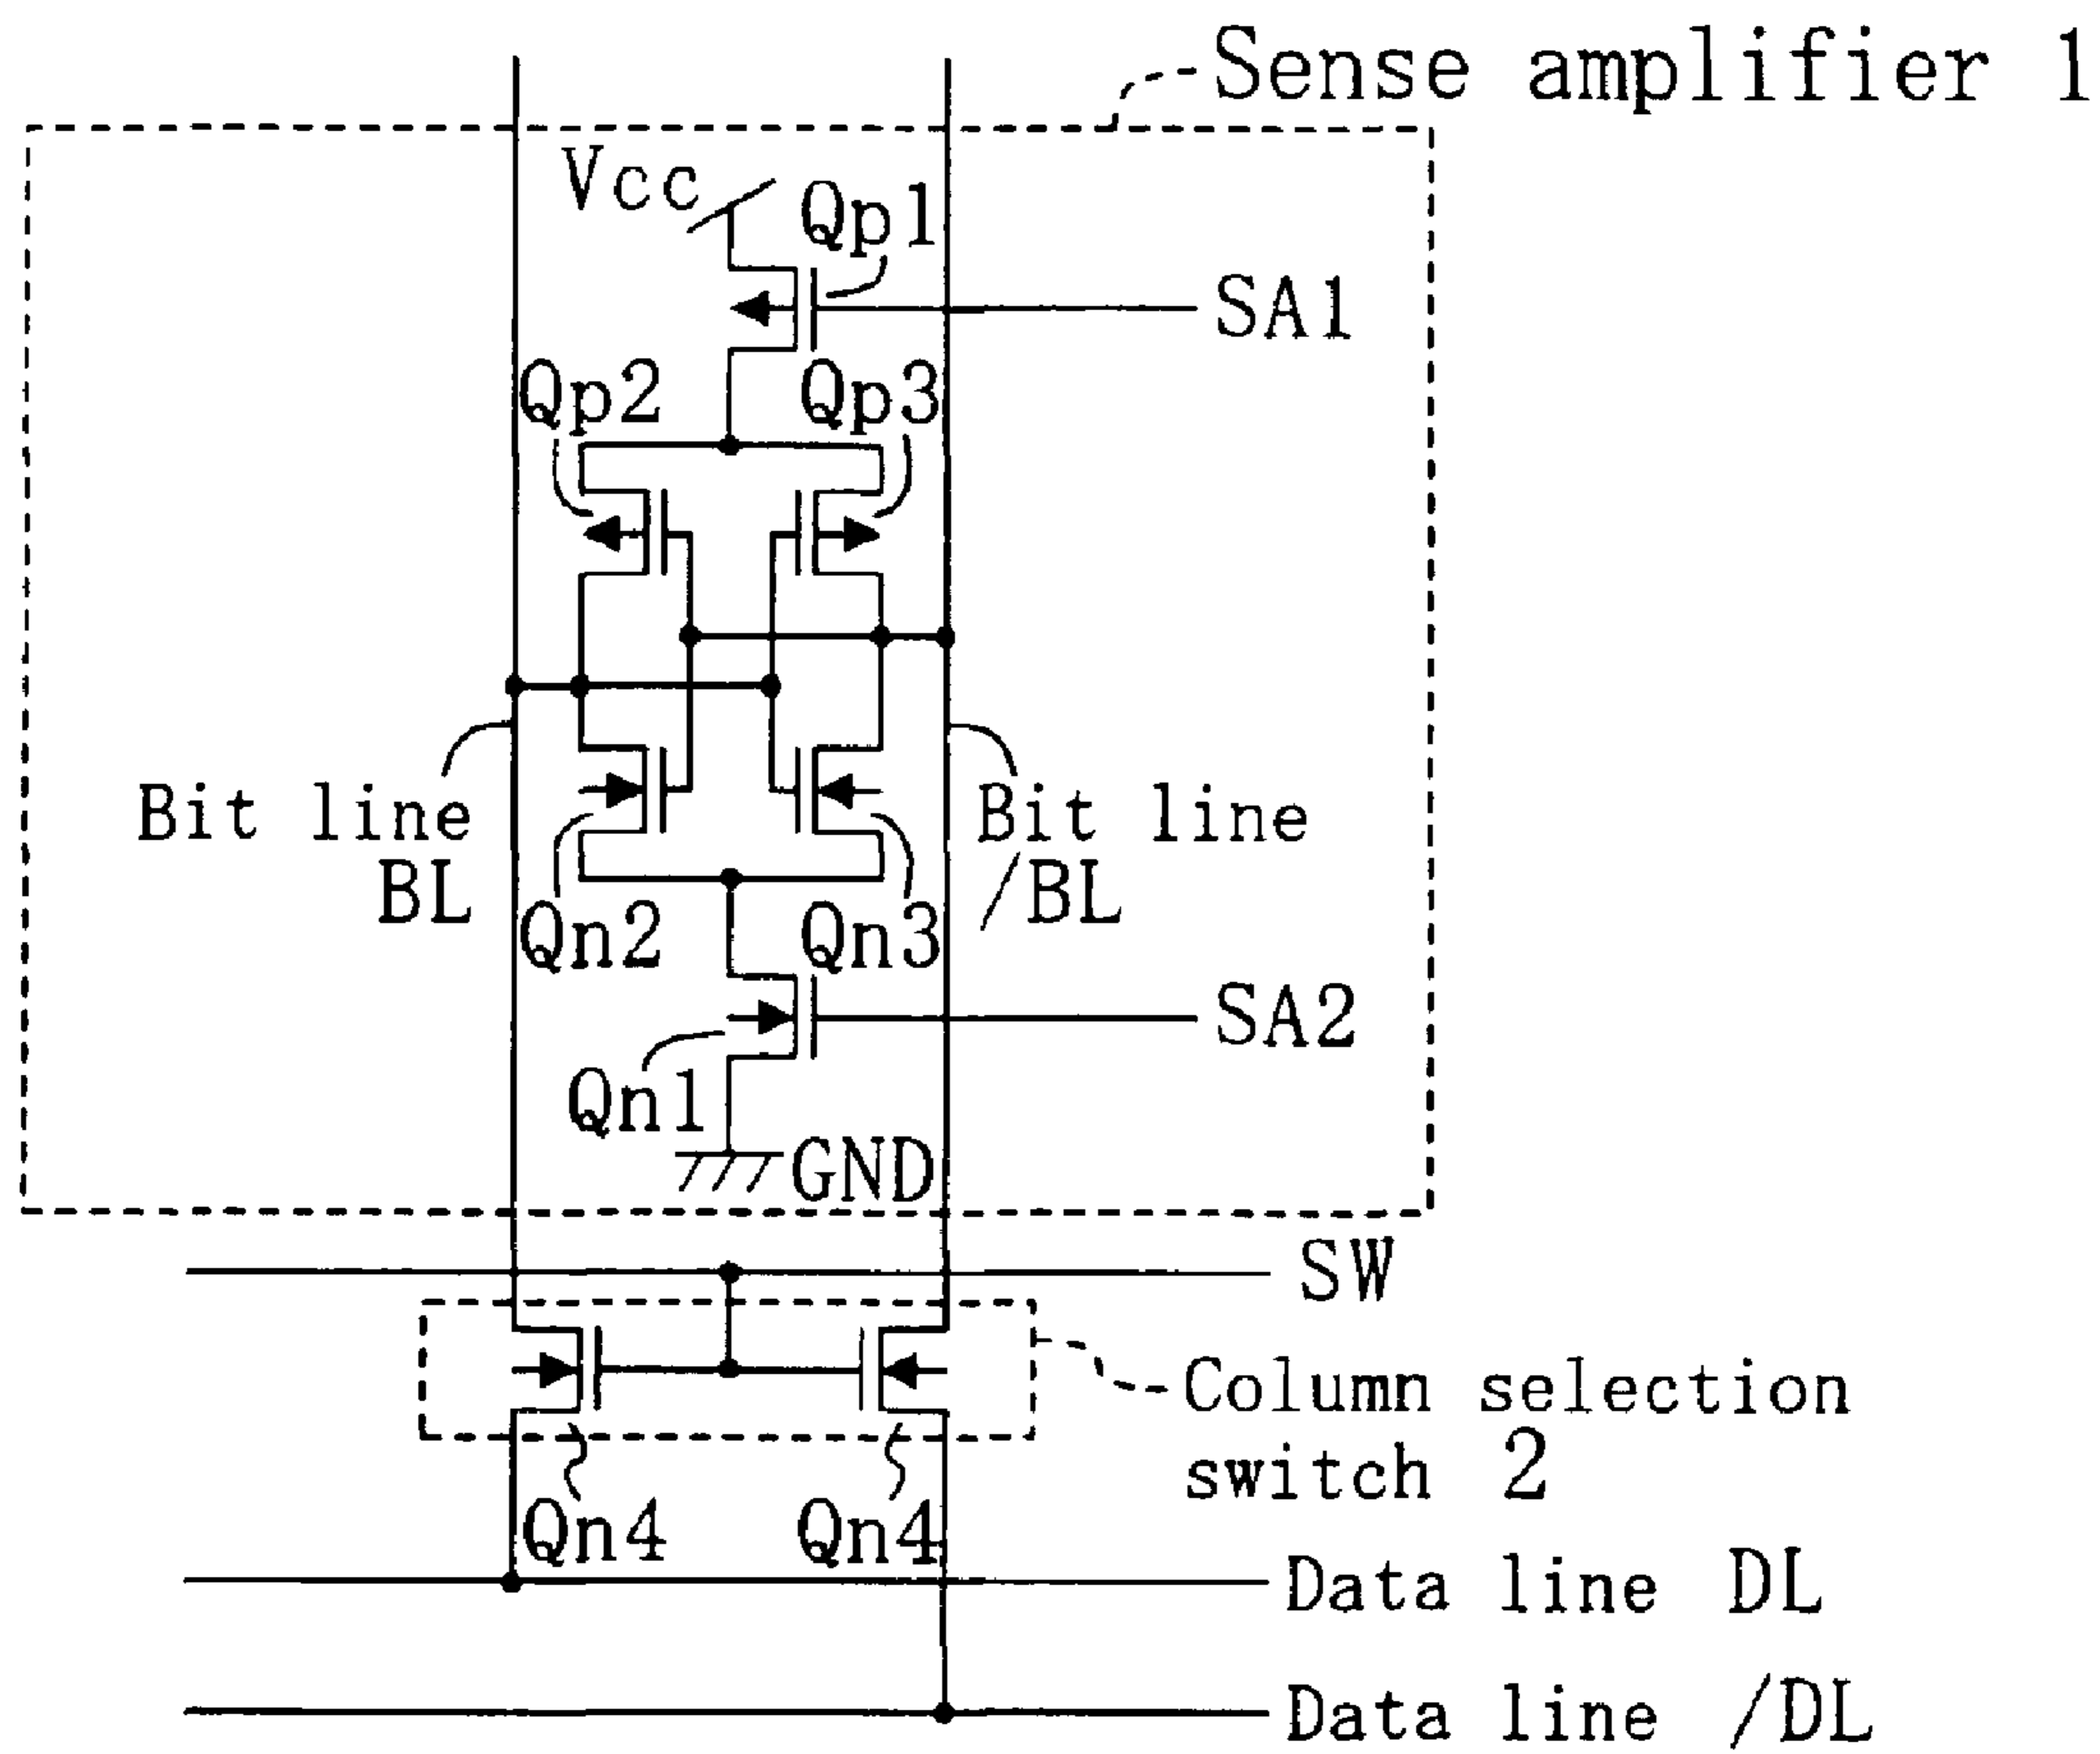 Sense amplifier 1
Vcc
Qp1
SA1
Qp2
Qp3
Bit line
BL
Bit line
/BL
Qn2
Qn3
SA2
Qn1
GND
SW
Column selection
switch 2
Qn4
Qn4
Data line DL
Data line /DL